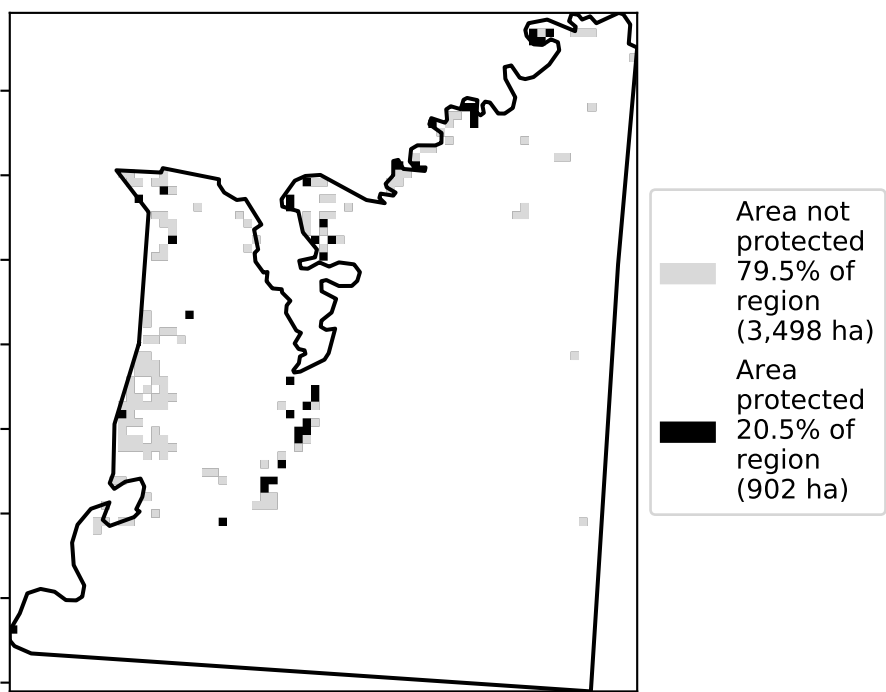 Area not
protected
79.5% of
region
(3,498 ha)
Area
protected
20.5% of
region
(902 ha)